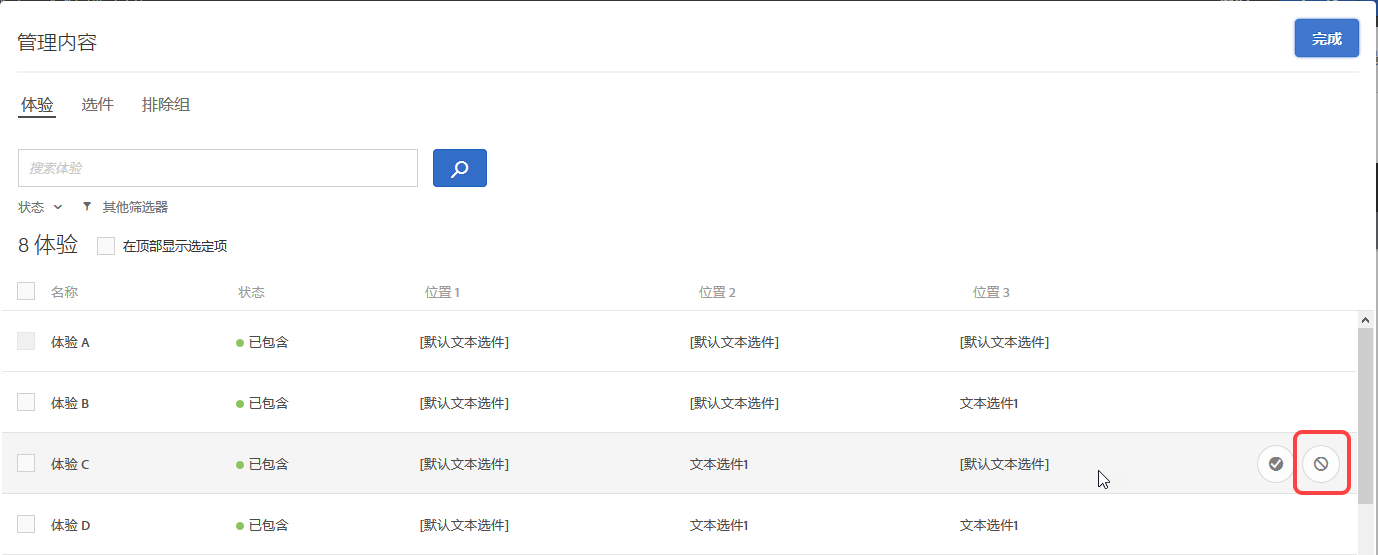 管理内容
完成
体验 选件 排除组
搜索体验
状态 其他筛选器
8 体验 在顶部显示选定项
名称 状态 位置 1 位置 2 位置 3
体验 A 已包含 [默认文本选件] [默认文本选件] [默认文本选件]
体验 B 已包含 [默认文本选件] [默认文本选件] 文本选件1
体验 C 已包含 [默认文本选件] 文本选件1 [默认文本选件]
体验 D 已包含 [默认文本选件] 文本选件1 文本选件1